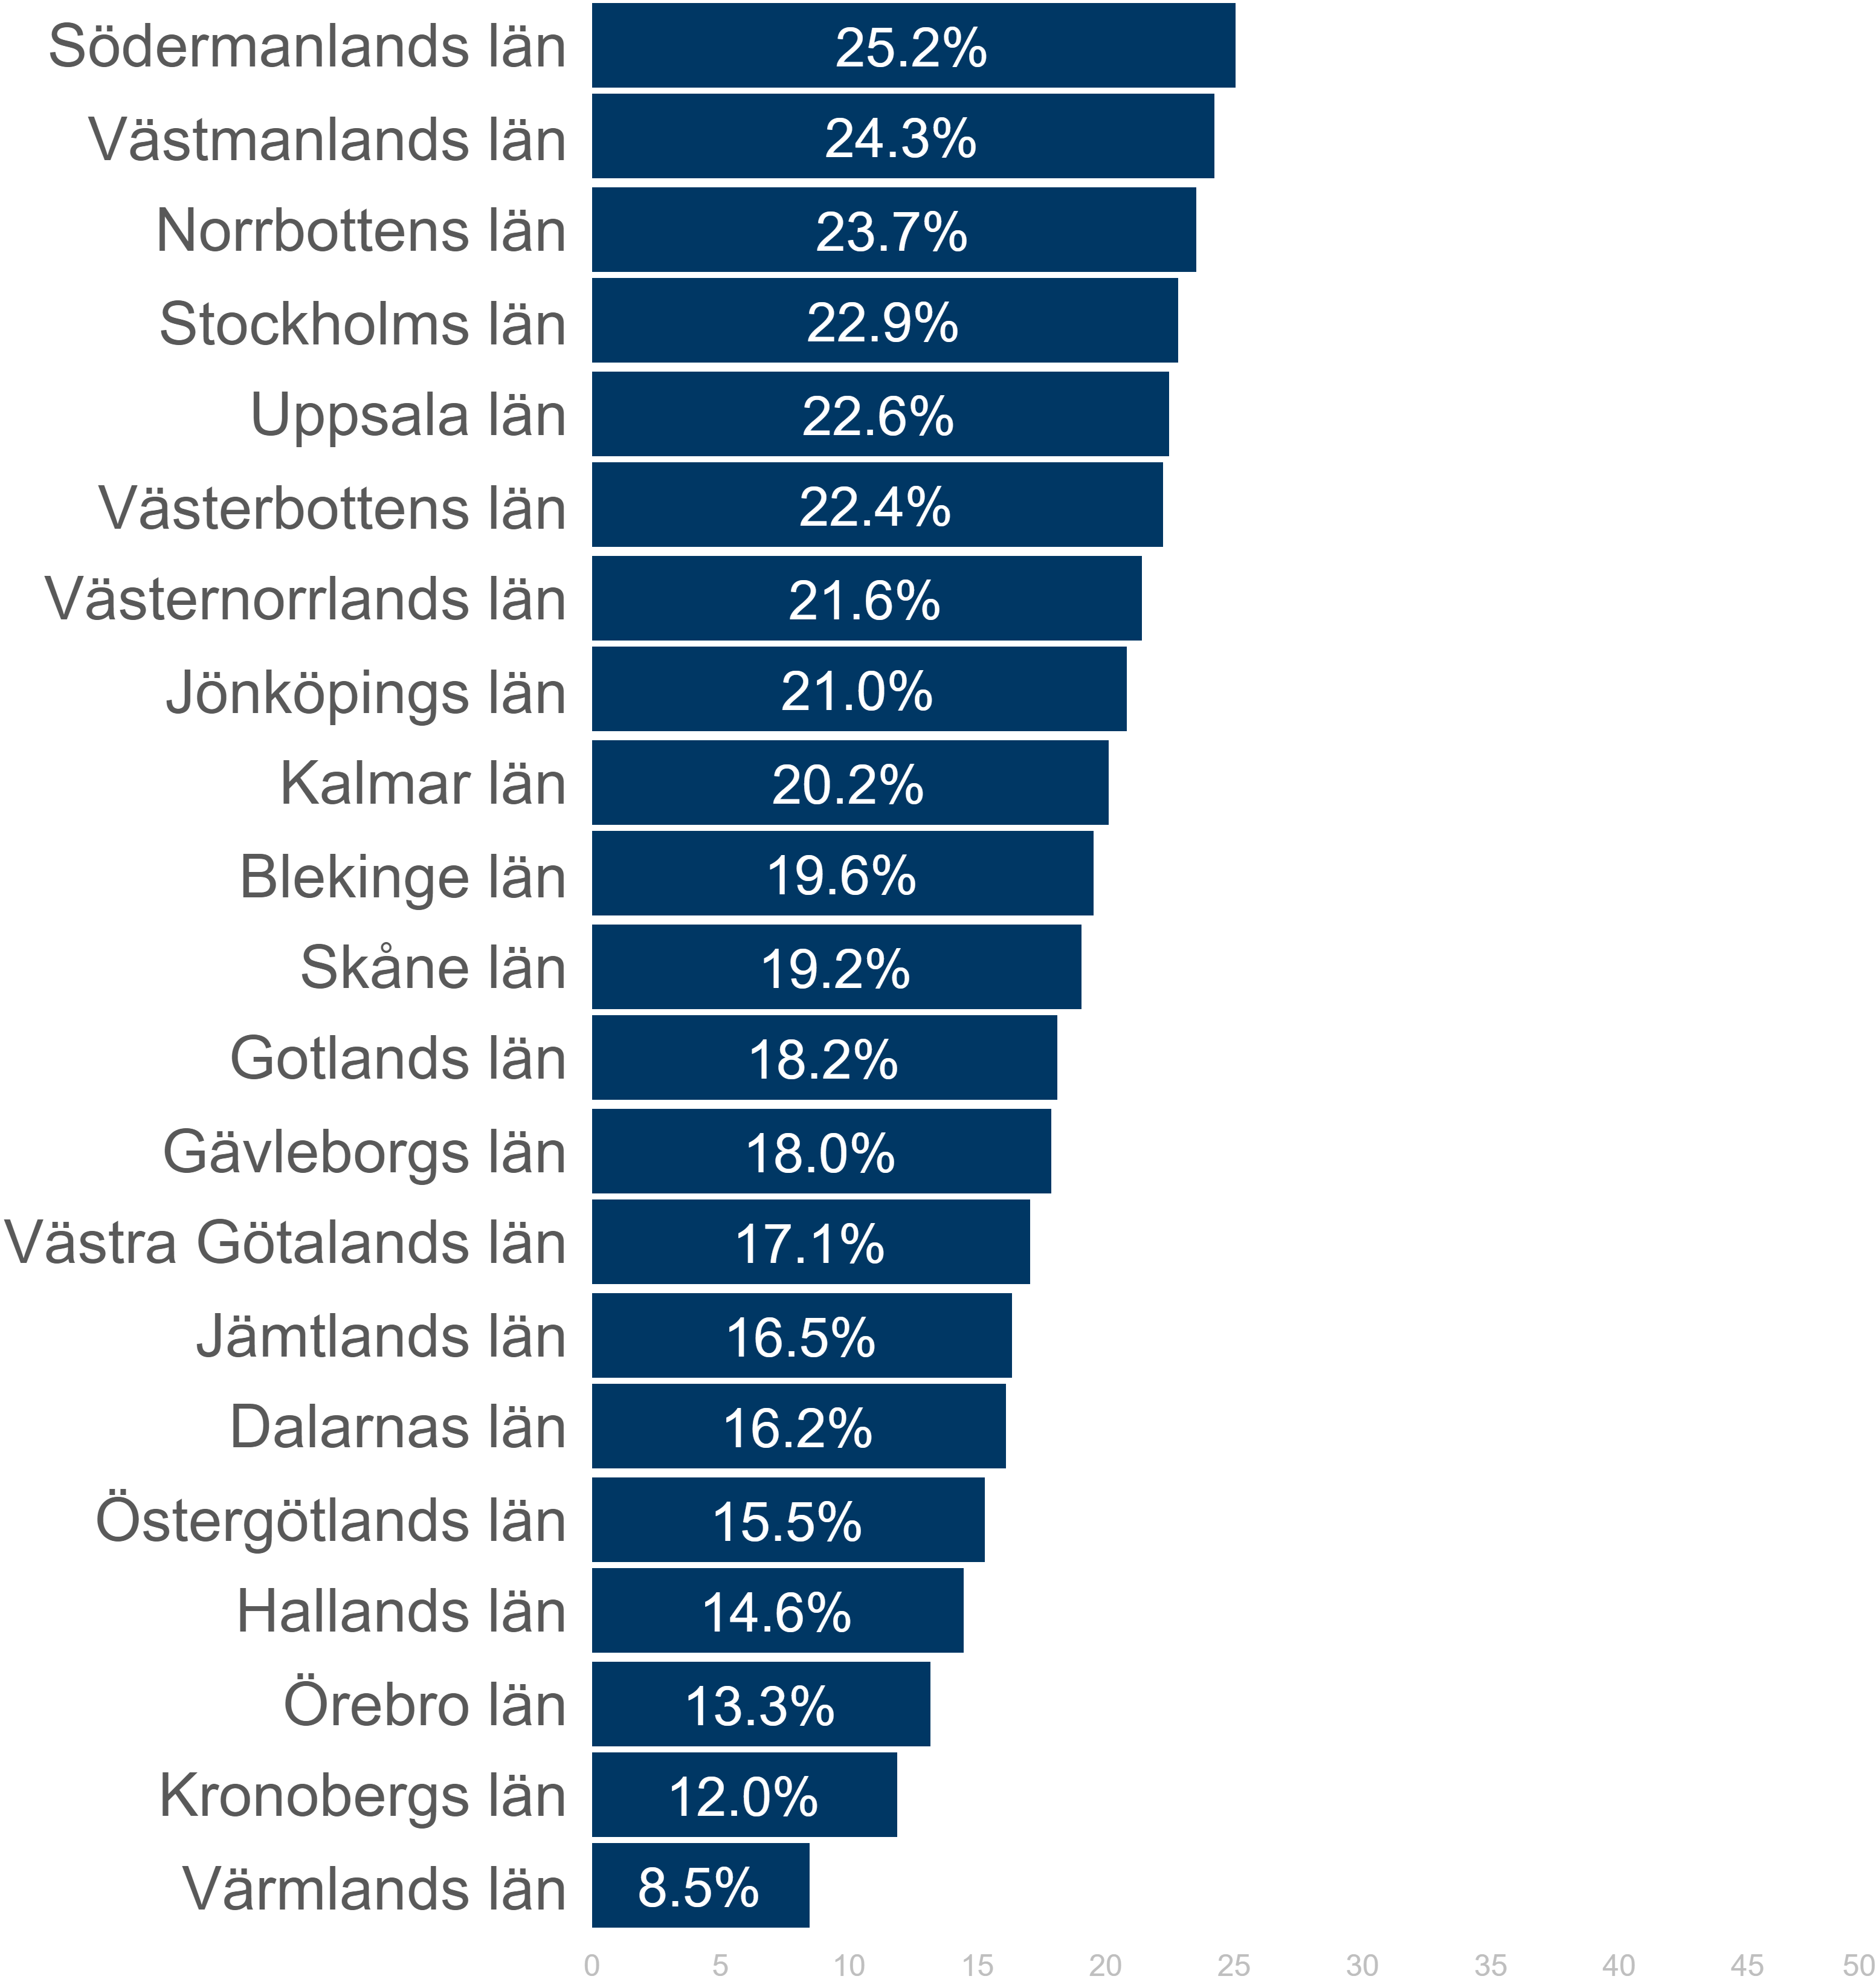 Södermanlands län 25.2%
Västmanlands län 24.3%
Norrbottens län 23.7%
Stockholms län 22.9%
Uppsala län 22.6%
Västerbottens län 22.4%
Västernorrlands län 21.6%
Jönköpings län 21.0%
Kalmar län 20.2%
Blekinge län 19.6%
Skåne län 19.2%
Gotlands län 18.2%
Gävleborgs län 18.0%
Västra Götalands län 17.1%
Jämtlands län 16.5%
Dalarnas län 16.2%
Östergötlands län 15.5%
Hallands län 14.6%
Örebro län 13.3%
Kronobergs län 12.0%
Värmlands län 8.5%
0 5 10 15 20 25 30 35 40 45 50